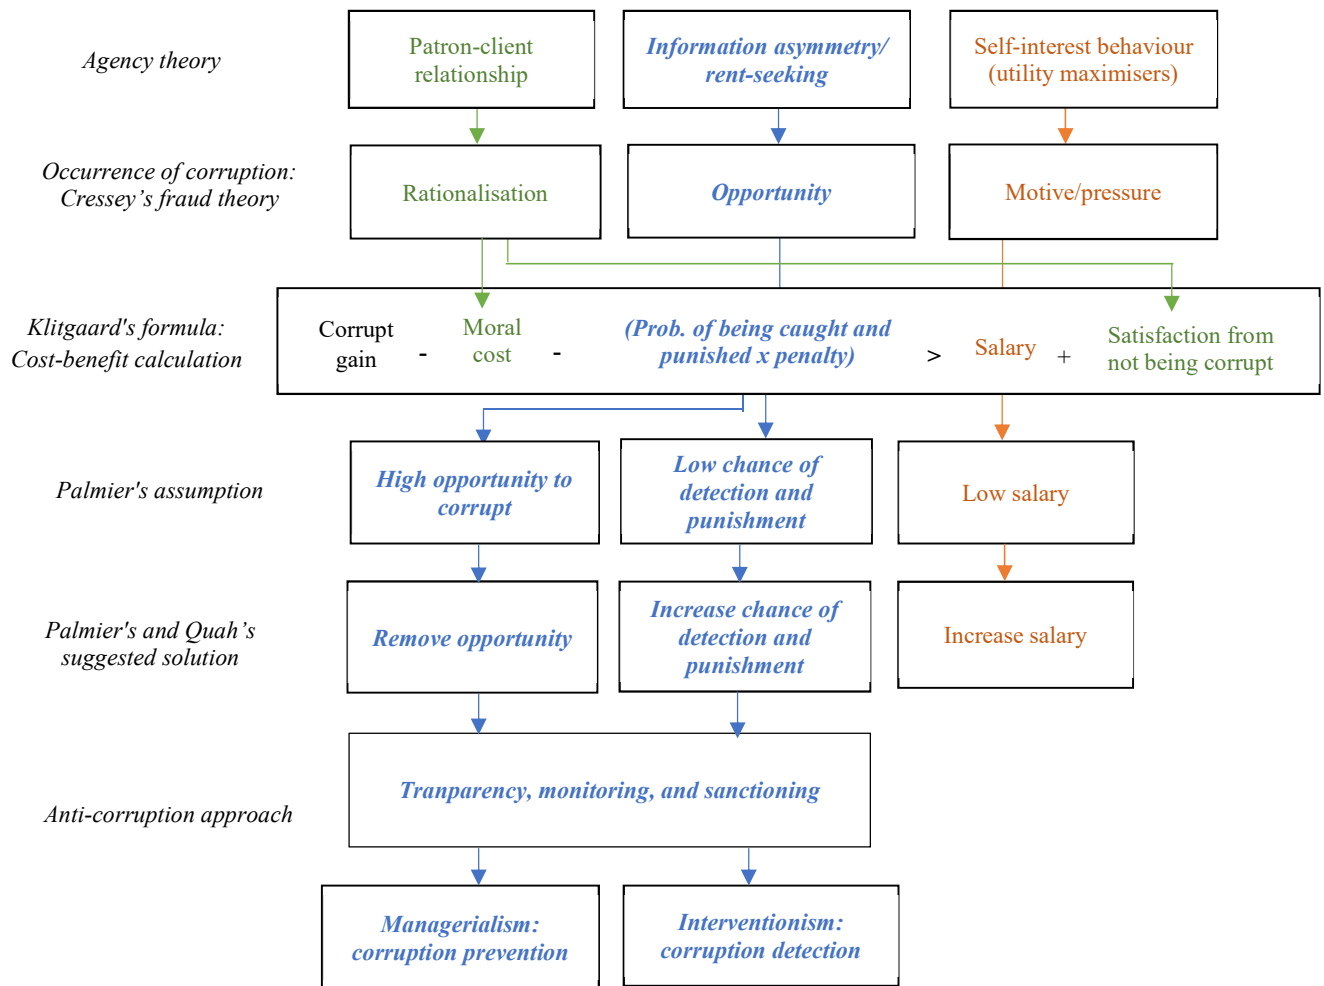 Agency theory
Patron-client
relationship
Information asymmetry/
rent-seeking
Self-interest behaviour
(utility maximisers)
Occurrence of corruption:
Cressey’s fraud theory
Rationalisation
Opportunity
Motive/pressure
Klitgaard's formula:
Cost-benefit calculation
Corrupt
gain
-
Moral
cost
-
(Prob. of being caught and
punished x penalty)
>
Salary
+
Satisfaction from
not being corrupt
Palmier's assumption
High opportunity to
corrupt
Low chance of
detection and
punishment
Low salary
Palmier's and Quah’s
suggested solution
Remove opportunity
Increase chance of
detection and
punishment
Increase salary
Anti-corruption approach
Tranparency, monitoring, and sanctioning
Managerialism:
corruption prevention
Interventionism:
corruption detection